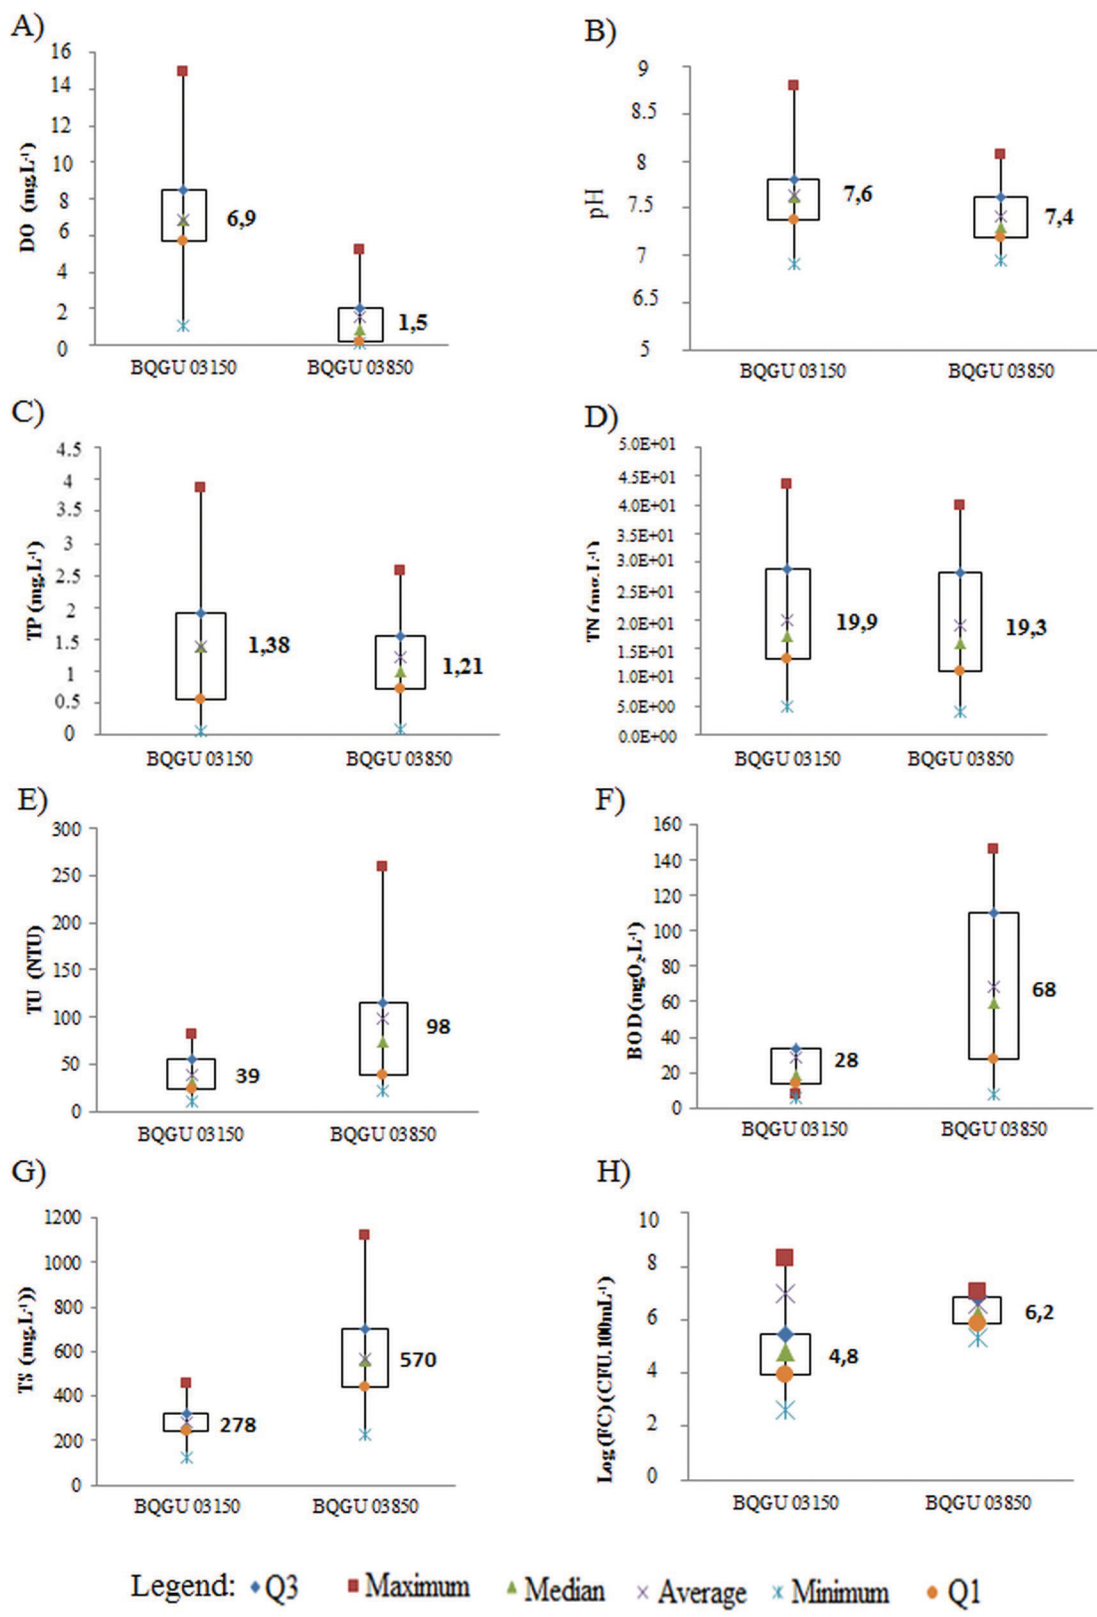 A)
16
14
12
10
8
6
4
2
0
DO (mg.L-¹)
6,9
1,5
BQGU 03150 BQGU 03850
B)
9
8.5
8
7.5
7
6.5
5
pH
7,6
7,4
BQGU 03150 BQGU 03850
C)
4.5
4
3.5
3
2.5
2
1.5
1
0.5
0
TP (mg.L-¹)
1,38
1,21
BQGU 03150 BQGU 03850
D)
5.0E+01
4.5E+01
4.0E+01
3.5E+01
3.0E+01
2.5E+01
2.0E+01
1.5E+01
1.0E+01
5.0E+00
0.0E+00
TN (mg.L-¹)
19,9
19,3
BQGU 03150 BQGU 03850
E)
300
250
200
150
100
50
0
TU (NTU)
39
98
BQGU 03150 BQGU 03850
F)
160
140
120
100
80
60
40
20
0
BOD (mgO₂.L-¹)
28
68
BQGU 03150 BQGU 03850
G)
1200
1000
800
600
400
200
0
TS (mg.L-¹))
278
570
BQGU 03150 BQGU 03850
H)
10
8
6
4
2
0
Log (FC) (CFU.100mL-¹)
4,8
6,2
BQGU 03150 BQGU 03850
Legend: Q3 Maximum Median Average Minimum Q1